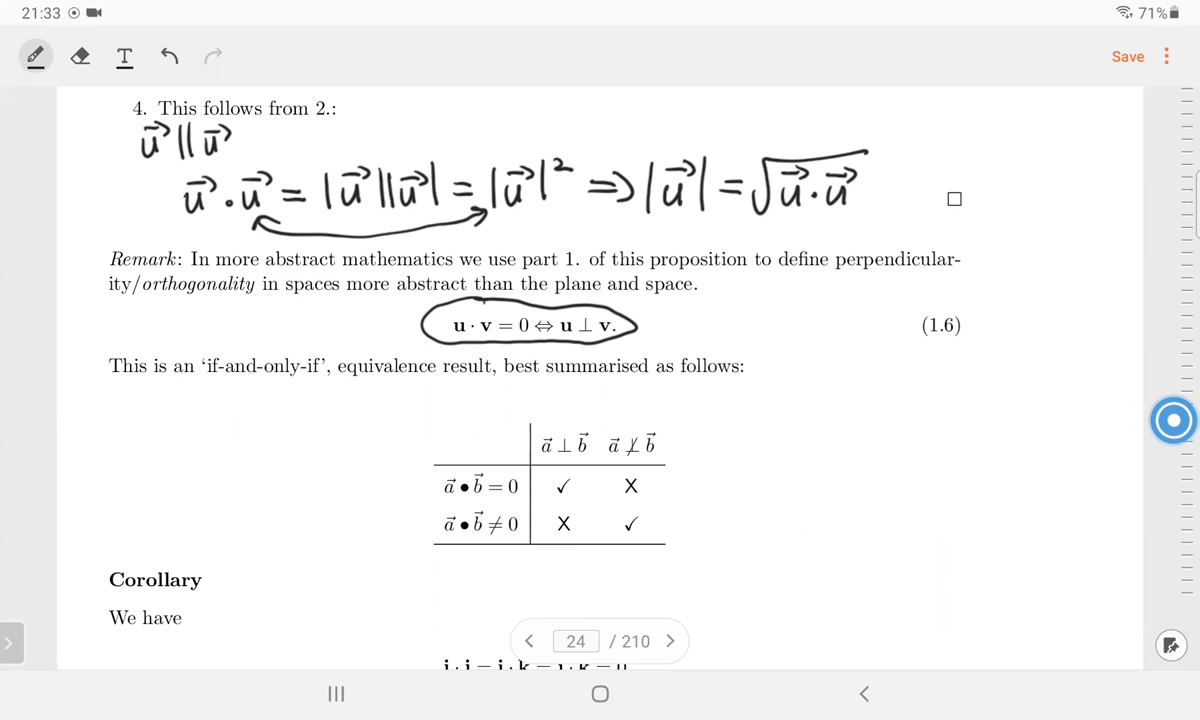 21:33 71%
T Save
4. This follows from 2.:
u⃗ || u⃗
u⃗ · u⃗ = |u⃗||u⃗| = |u⃗|² ⇒ |u⃗| = √u⃗·u⃗
□
Remark: In more abstract mathematics we use part 1. of this proposition to define perpendicular-
ity/orthogonality in spaces more abstract than the plane and space.
u · v = 0 ⇔ u ⊥ v. (1.6)
This is an ‘if-and-only-if’, equivalence result, best summarised as follows:
a⃗ ⊥ b⃗ a⃗ ⊥̸ b⃗
a⃗ • b⃗ = 0 ✓ X
a⃗ • b⃗ ≠ 0 X ✓
Corollary
We have
24 / 210